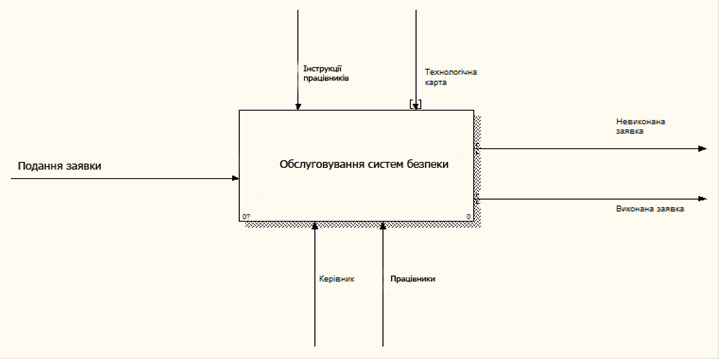 Інструкції
працівників
Технологічна
карта
Невиконана
заявка
Подання заявки
Обслуговування систем безпеки
Виконана заявка
0?
0
Керівник
Працівники